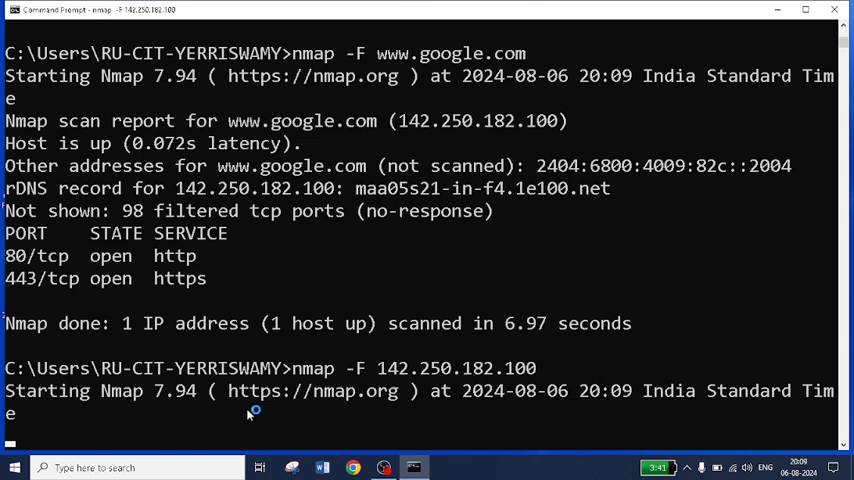 Command Prompt - nmap -F 142.250.182.100
C:\Users\RU-CIT-YERRISWAMY>nmap -F www.google.com
Starting Nmap 7.94 ( https://nmap.org ) at 2024-08-06 20:09 India Standard Tim
e
Nmap scan report for www.google.com (142.250.182.100)
Host is up (0.072s latency).
Other addresses for www.google.com (not scanned): 2404:6800:4009:82c::2004
rDNS record for 142.250.182.100: maa05s21-in-f4.1e100.net
Not shown: 98 filtered tcp ports (no-response)
PORT    STATE SERVICE
80/tcp  open  http
443/tcp open  https
Nmap done: 1 IP address (1 host up) scanned in 6.97 seconds
C:\Users\RU-CIT-YERRISWAMY>nmap -F 142.250.182.100
Starting Nmap 7.94 ( https://nmap.org ) at 2024-08-06 20:09 India Standard Tim
e
Type here to search
3:41
ENG
20:09
06-08-2024